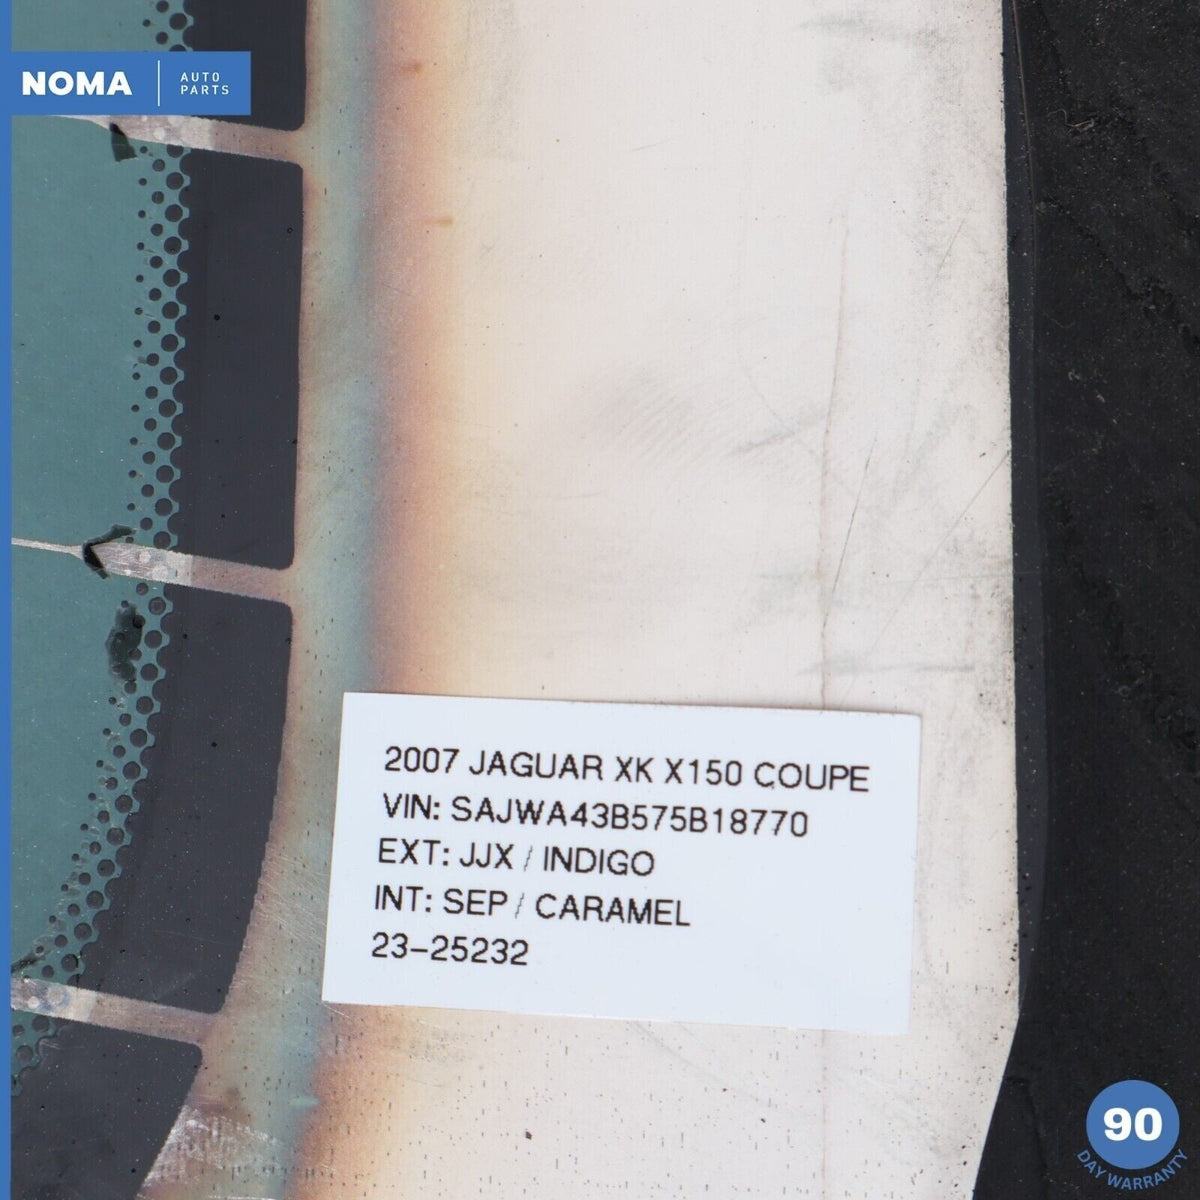 NOMA
AUTO
PARTS
2007 JAGUAR XK X150 COUPE
VIN: SAJWA43B575B18770
EXT: JJX / INDIGO
INT: SEP / CARAMEL
23-25232
90
DAY WARRANTY